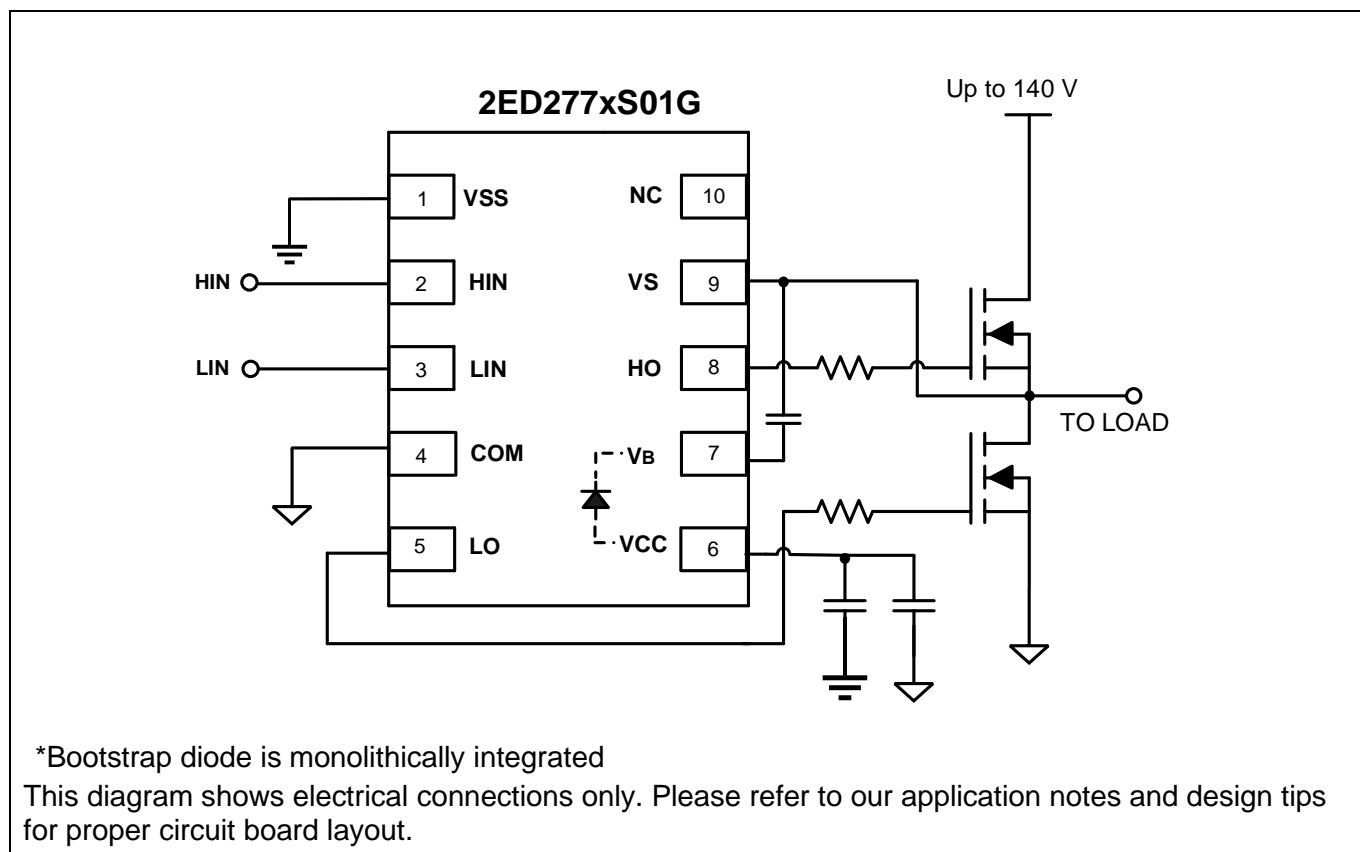 2ED277xS01G
Up to 140 V
1 VSS
NC 10
HIN
2 HIN
VS 9
LIN
3 LIN
HO 8
TO LOAD
4 COM
VB 7
5 LO
VCC 6
*Bootstrap diode is monolithically integrated
This diagram shows electrical connections only. Please refer to our application notes and design tips
for proper circuit board layout.